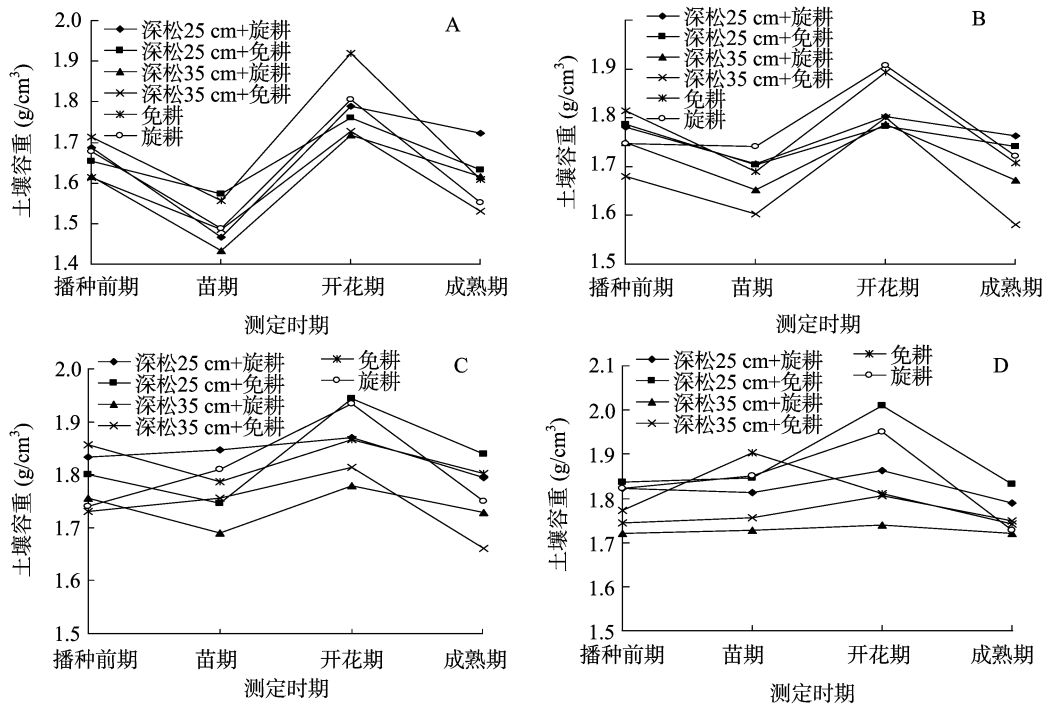 A
土壤容重 (g/cm³)
2.0
1.9
1.8
1.7
1.6
1.5
1.4
深松25 cm+旋耕
深松25 cm+免耕
深松35 cm+旋耕
深松35 cm+免耕
免耕
旋耕
播种前期 苗期 开花期 成熟期
测定时期
B
土壤容重 (g/cm³)
1.9
1.8
1.7
1.6
1.5
深松25 cm+旋耕
深松25 cm+免耕
深松35 cm+旋耕
深松35 cm+免耕
免耕
旋耕
播种前期 苗期 开花期 成熟期
测定时期
C
土壤容重 (g/cm³)
2.0
1.9
1.8
1.7
1.6
1.5
深松25 cm+旋耕
深松25 cm+免耕
深松35 cm+旋耕
深松35 cm+免耕
免耕
旋耕
播种前期 苗期 开花期 成熟期
测定时期
D
土壤容重 (g/cm³)
2.1
2.0
1.9
1.8
1.7
1.6
1.5
深松25 cm+旋耕
深松25 cm+免耕
深松35 cm+旋耕
深松35 cm+免耕
免耕
旋耕
播种前期 苗期 开花期 成熟期
测定时期